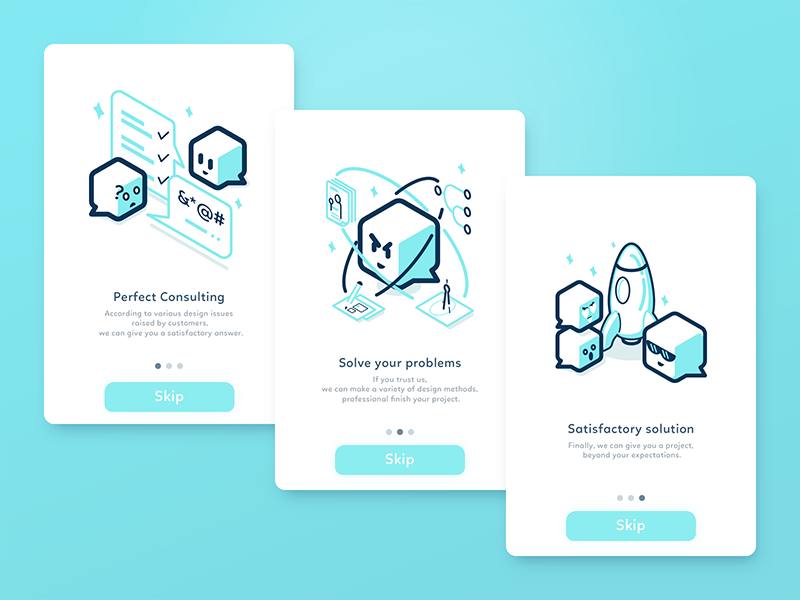 ?
&*@#
Perfect Consulting
According to various design issues
raised by customers,
we can give you a satisfactory answer.
Skip
Solve your problems
If you trust us,
we can make a variety of design methods.
professional finish your project.
Skip
Satisfactory solution
Finally, we can give you a project,
beyond your expectations.
Skip